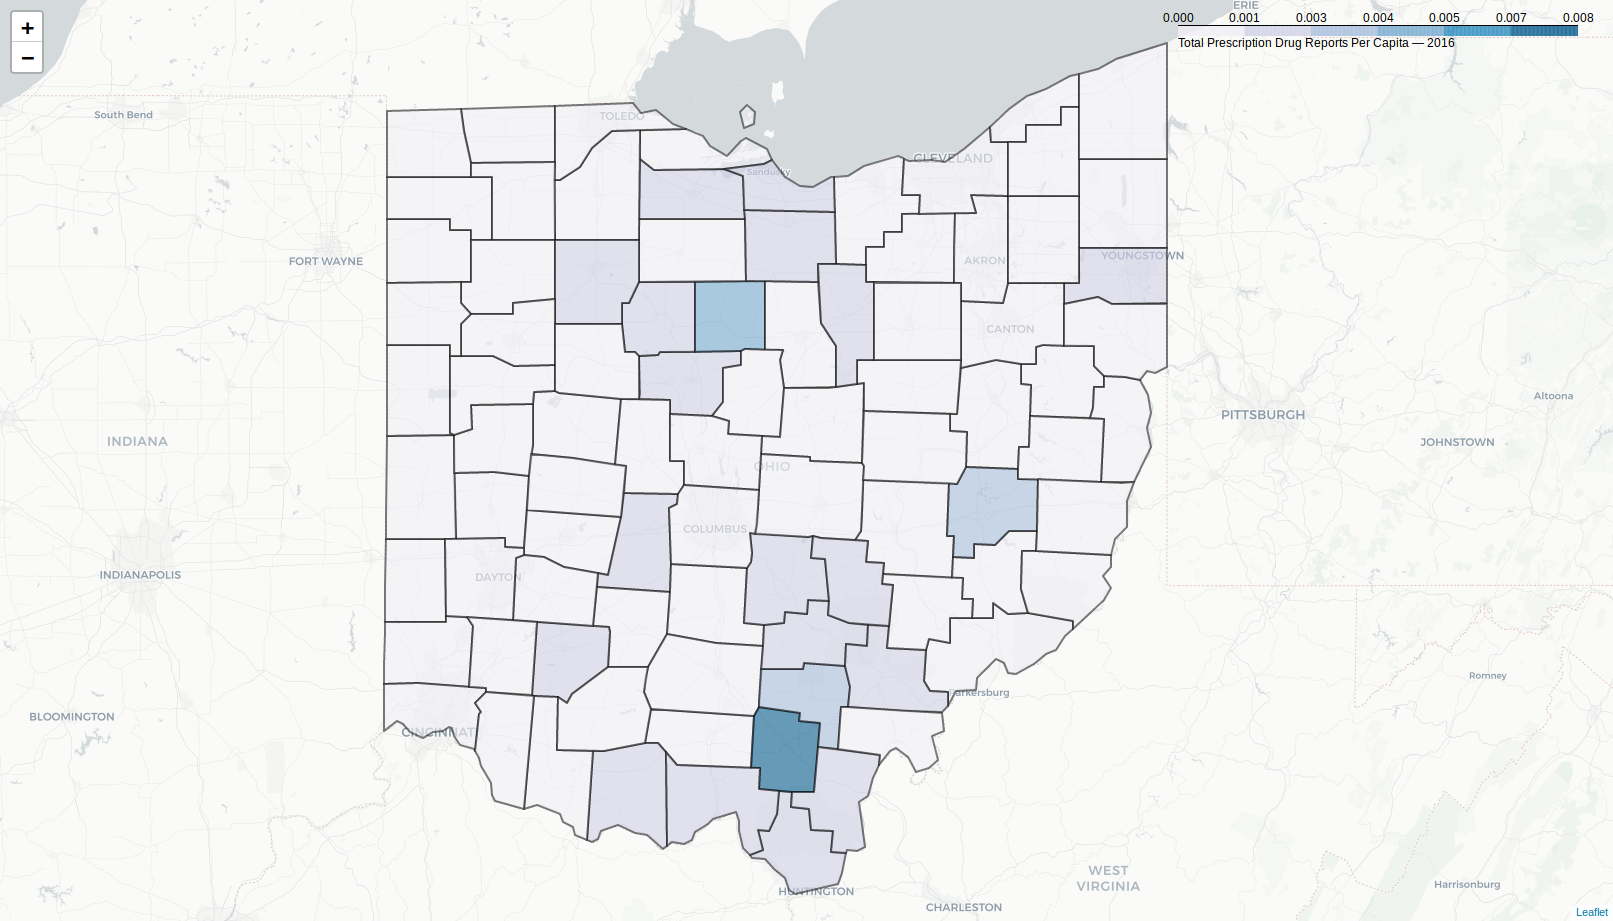 +
−
ERIE
0.000 0.001 0.003 0.004 0.005 0.007 0.008
Total Prescription Drug Reports Per Capita — 2016
South Bend
TOLEDO
CLEVELAND
Sandusky
FORT WAYNE
AKRON
YOUNGSTOWN
CANTON
Altoona
PITTSBURGH
INDIANA
JOHNSTOWN
OHIO
COLUMBUS
INDIANAPOLIS
DAYTON
Romney
arkersburg
BLOOMINGTON
CINCINNAT
WEST
VIRGINIA
Harrisonburg
HUNTINGTON
CHARLESTON
Leaflet